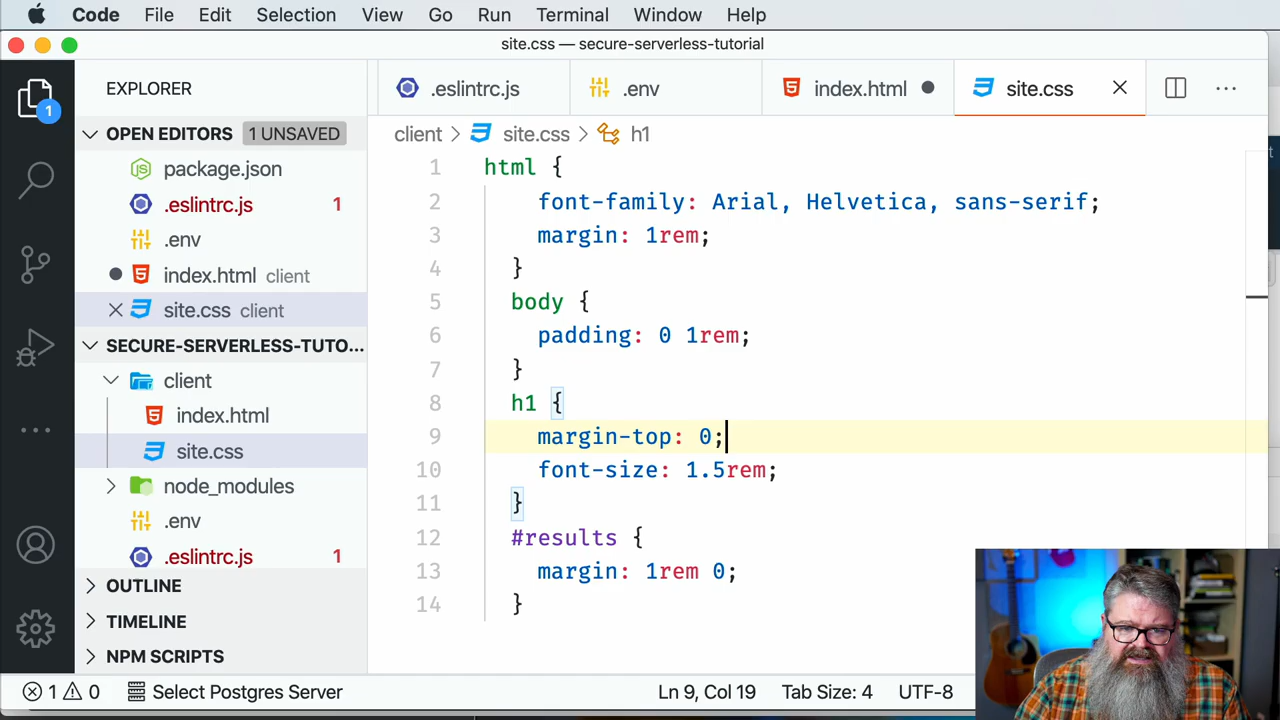 Code File Edit Selection View Go Run Terminal Window Help
site.css — secure-serverless-tutorial
EXPLORER
.eslintrc.js
.env
index.html
site.css
1
OPEN EDITORS 1 UNSAVED
package.json
.eslintrc.js 1
.env
index.html client
site.css client
SECURE-SERVERLESS-TUTO...
client
index.html
site.css
node_modules
.env
.eslintrc.js 1
OUTLINE
TIMELINE
NPM SCRIPTS
client > site.css > h1
1 html {
2 font-family: Arial, Helvetica, sans-serif;
3 margin: 1rem;
4 }
5 body {
6 padding: 0 1rem;
7 }
8 h1 {
9 margin-top: 0;
10 font-size: 1.5rem;
11 }
12 #results {
13 margin: 1rem 0;
14 }
1 0 Select Postgres Server Ln 9, Col 19 Tab Size: 4 UTF-8